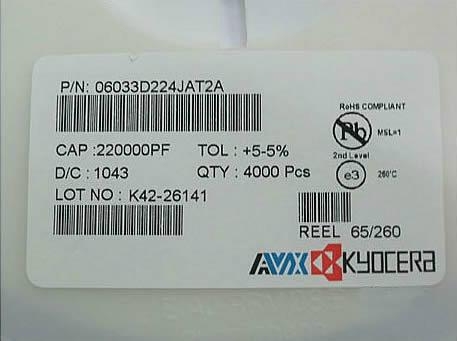 P/N: 06033D224JAT2A
RoHS COMPLIANT
Pb
MSL=1
CAP :220000PF TOL : +5-5%
2nd Level
D/C : 1043 QTY : 4000 Pcs
e3 260°C
LOT NO : K42-26141
REEL 65/260
AVX KYOCERA